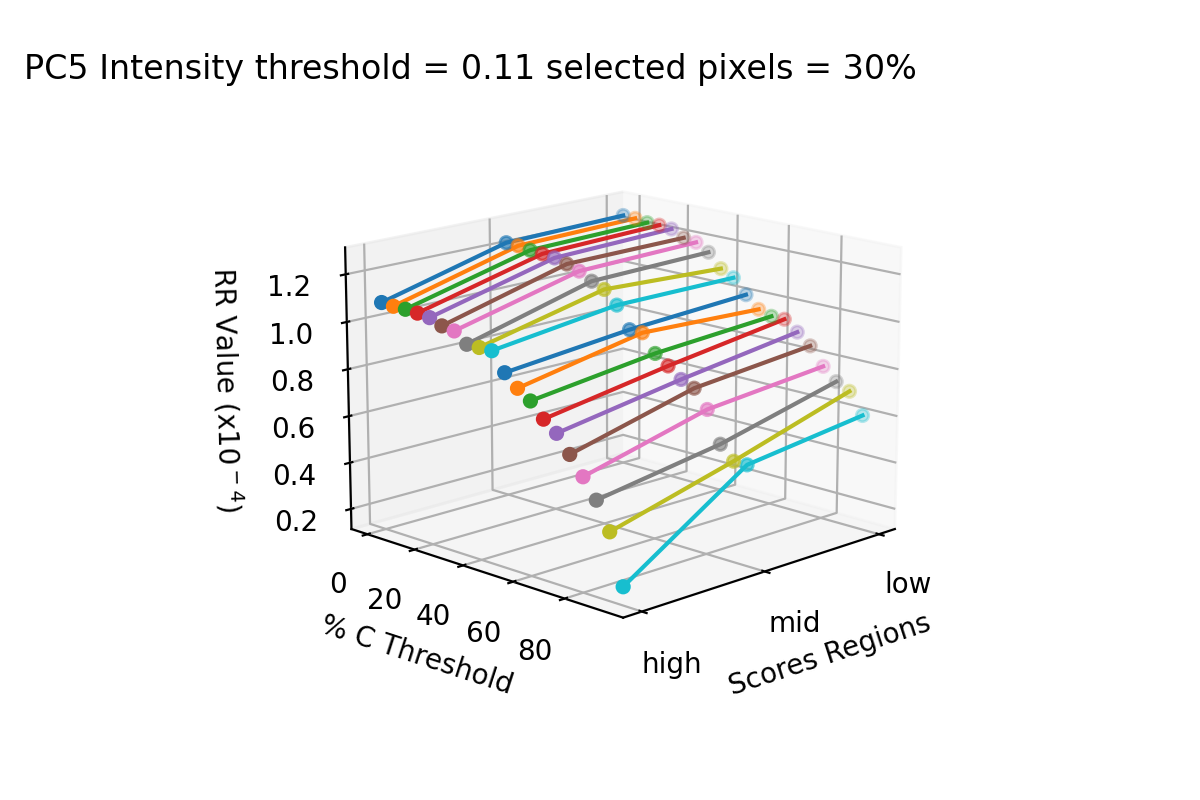 PC5 Intensity threshold = 0.11 selected pixels = 30%
RR Value (x10⁻⁴)
1.2
1.0
0.8
0.6
0.4
0.2
0
20
40
60
80
% C Threshold
high
mid
low
Scores Regions